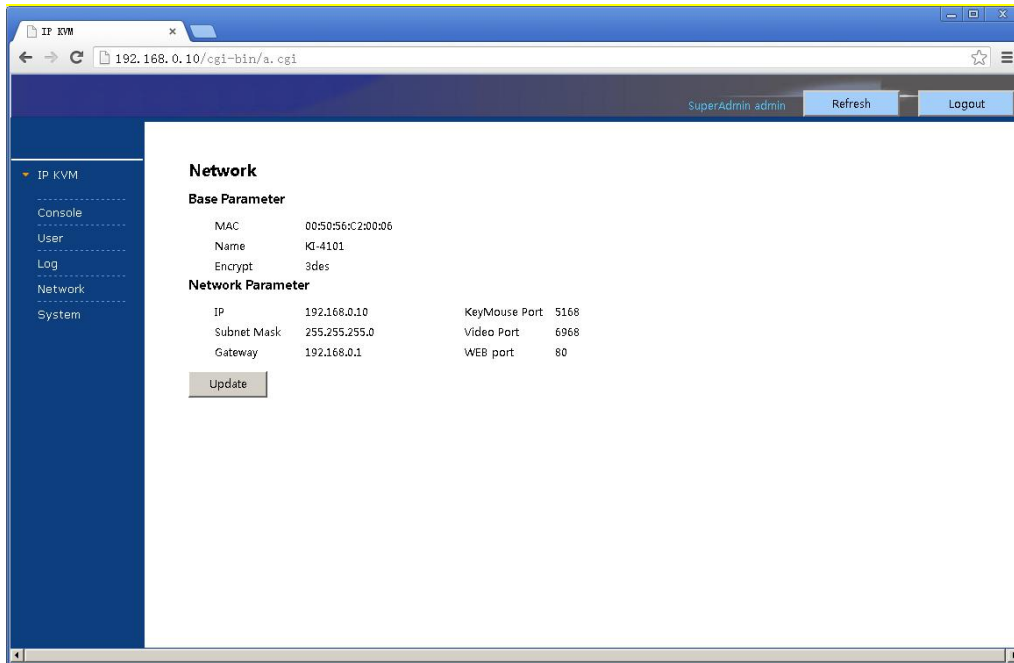 IP KVM
192.168.0.10/cgi-bin/a.cgi
SuperAdmin admin Refresh Logout
IP KVM
Console
User
Log
Network
System
Network
Base Parameter
MAC 00:50:56:C2:00:06
Name KI-4101
Encrypt 3des
Network Parameter
IP 192.168.0.10 KeyMouse Port 5168
Subnet Mask 255.255.255.0 Video Port 6968
Gateway 192.168.0.1 WEB port 80
Update